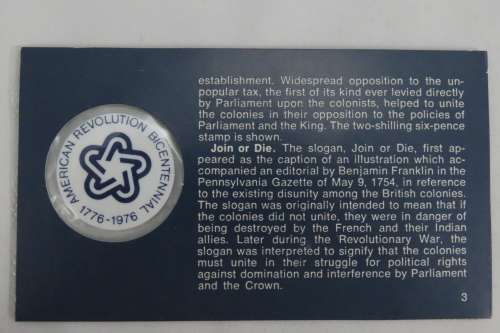 AMERICAN REVOLUTION BICENTENNIAL
1776-1976
establishment. Widespread opposition to the un-
popular tax, the first of its kind ever levied directly
by Parliament upon the colonists, helped to unite
the colonies in their opposition to the policies of
Parliament and the King. The two-shilling six-pence
stamp is shown.
Join or Die. The slogan, Join or Die, first ap-
peared as the caption of an illustration which ac-
companied an editorial by Benjamin Franklin in the
Pennsylvania Gazette of May 9, 1754, in reference
to the existing disunity among the British colonies.
The slogan was originally intended to mean that if
the colonies did not unite, they were in danger of
being destroyed by the French and their Indian
allies. Later during the Revolutionary War, the
slogan was interpreted to signify that the colonies
must unite in their struggle for political rights
against domination and interference by Parliament
and the Crown.
3